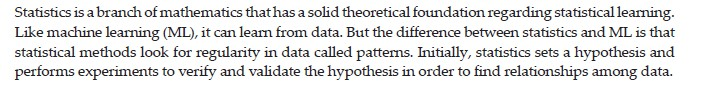 Statistics is a branch of mathematics that has a solid theoretical foundation regarding statistical learning.
Like machine learning (ML), it can learn from data. But the difference between statistics and ML is that
statistical methods look for regularity in data called patterns. Initially, statistics sets a hypothesis and
performs experiments to verify and validate the hypothesis in order to find relationships among data.